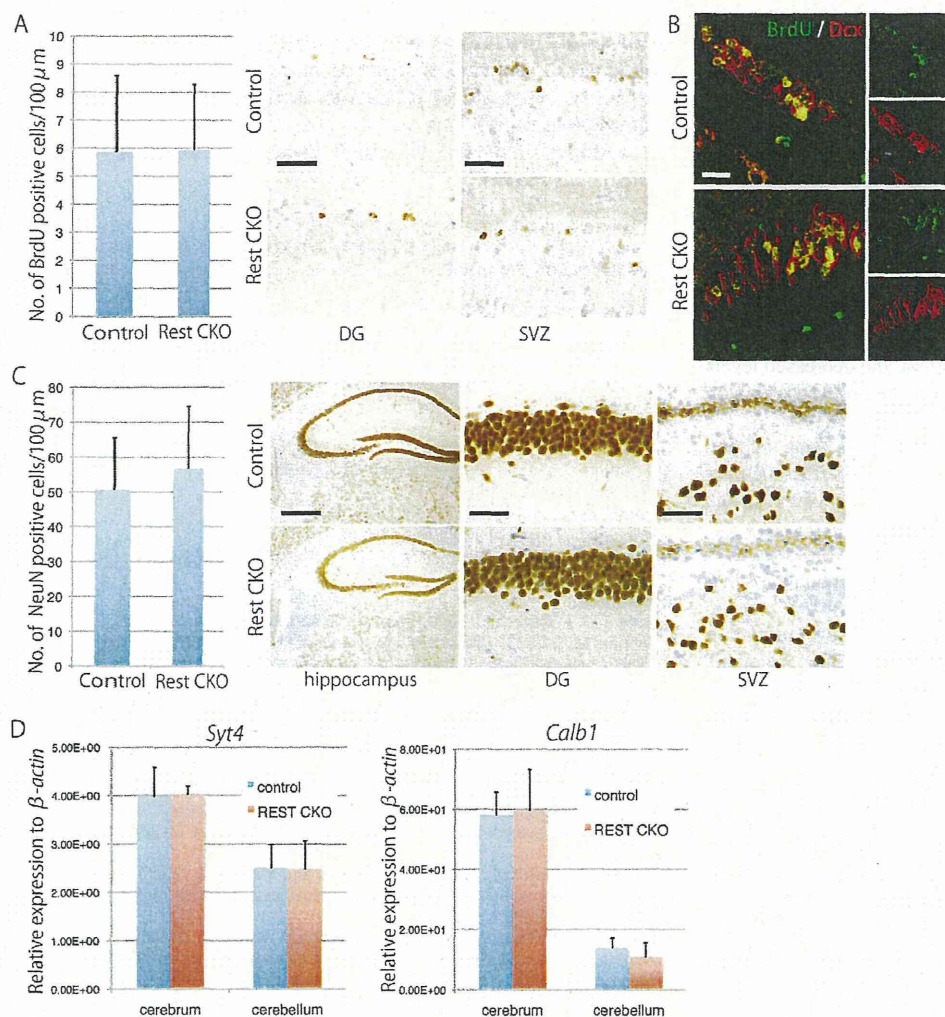 A
No. of BrdU positive cells/100 μm
10
9
8
7
6
5
4
3
2
1
0
Control
Rest CKO
Control
Rest CKO
DG
SVZ
B
BrdU / Dcx
Control
Rest CKO
C
No. of NeuN positive cells/100 μm
80
70
60
50
40
30
20
10
0
Control
Rest CKO
Control
Rest CKO
hippocampus
DG
SVZ
D
Syt4
Relative expression to β-actin
5.00E+00
4.00E+00
3.00E+00
2.00E+00
1.00E+00
0.00E+00
control
REST CKO
cerebrum
cerebellum
Calb1
Relative expression to β-actin
8.00E+01
6.00E+01
4.00E+01
2.00E+01
0.00E+00
control
REST CKO
cerebrum
cerebellum